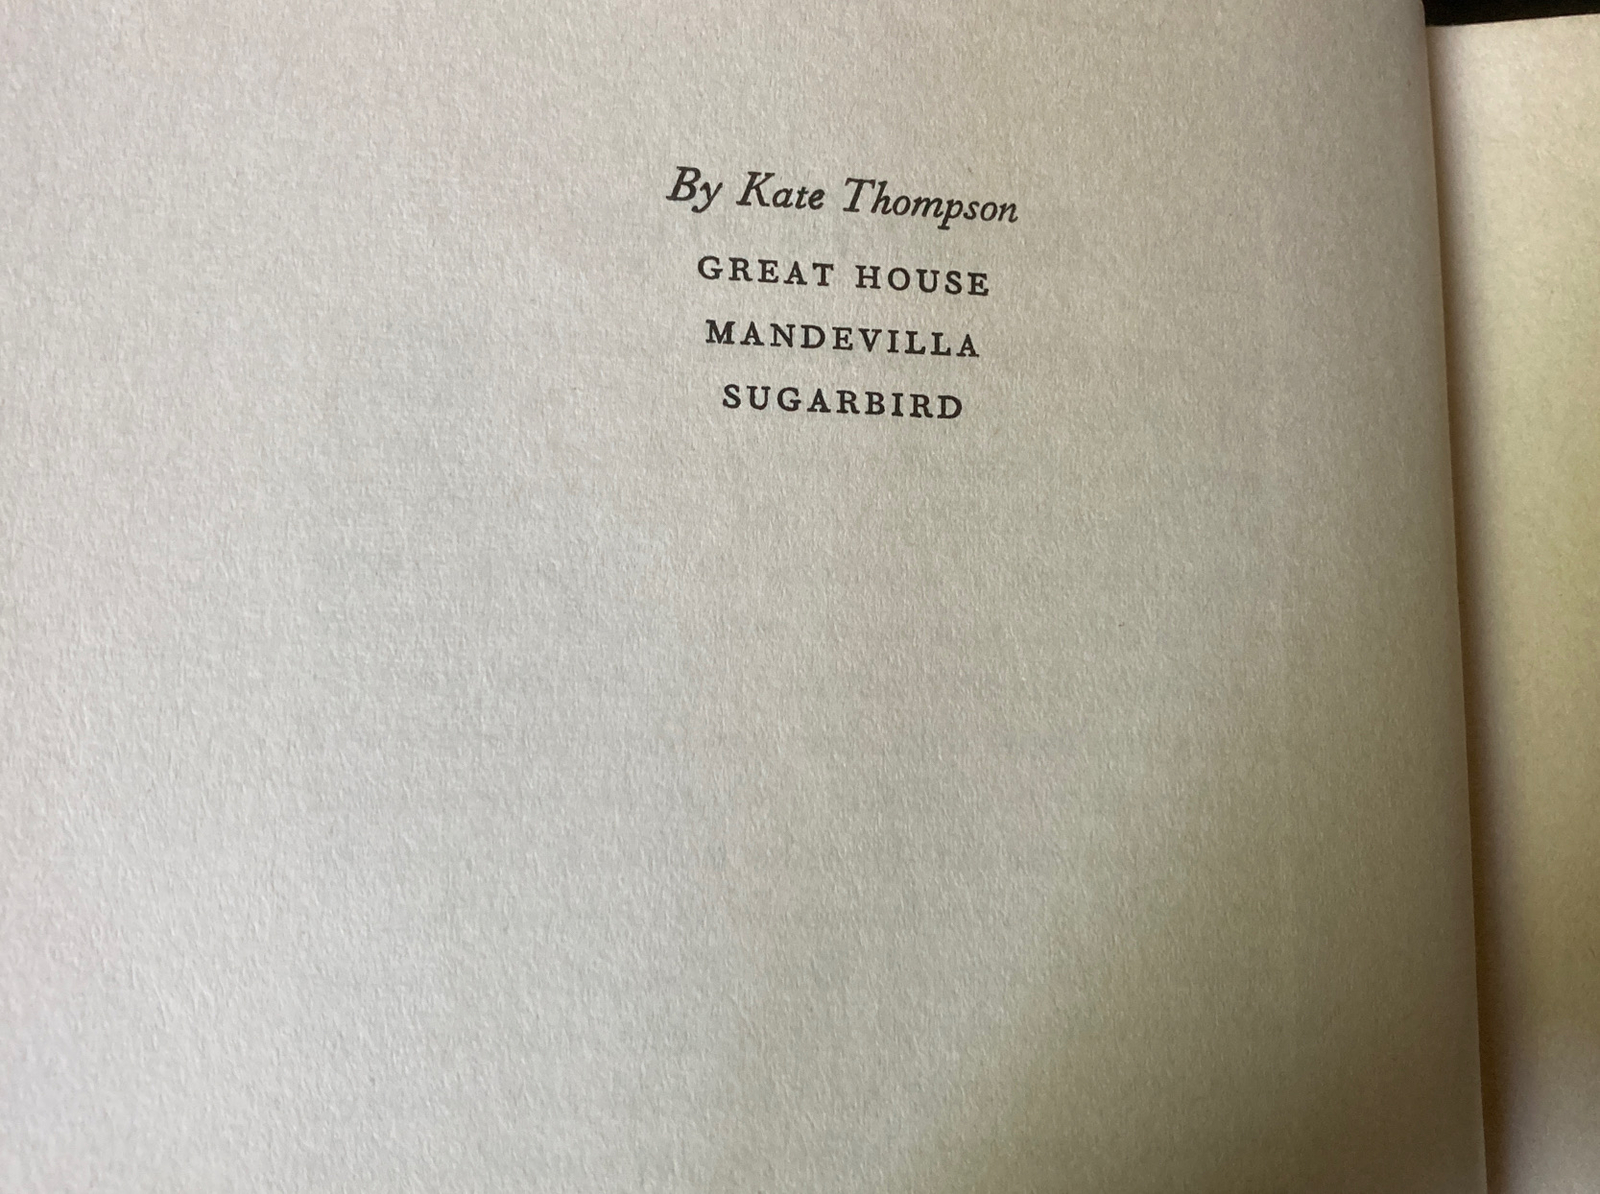 By Kate Thompson
GREAT HOUSE
MANDEVILLA
SUGARBIRD